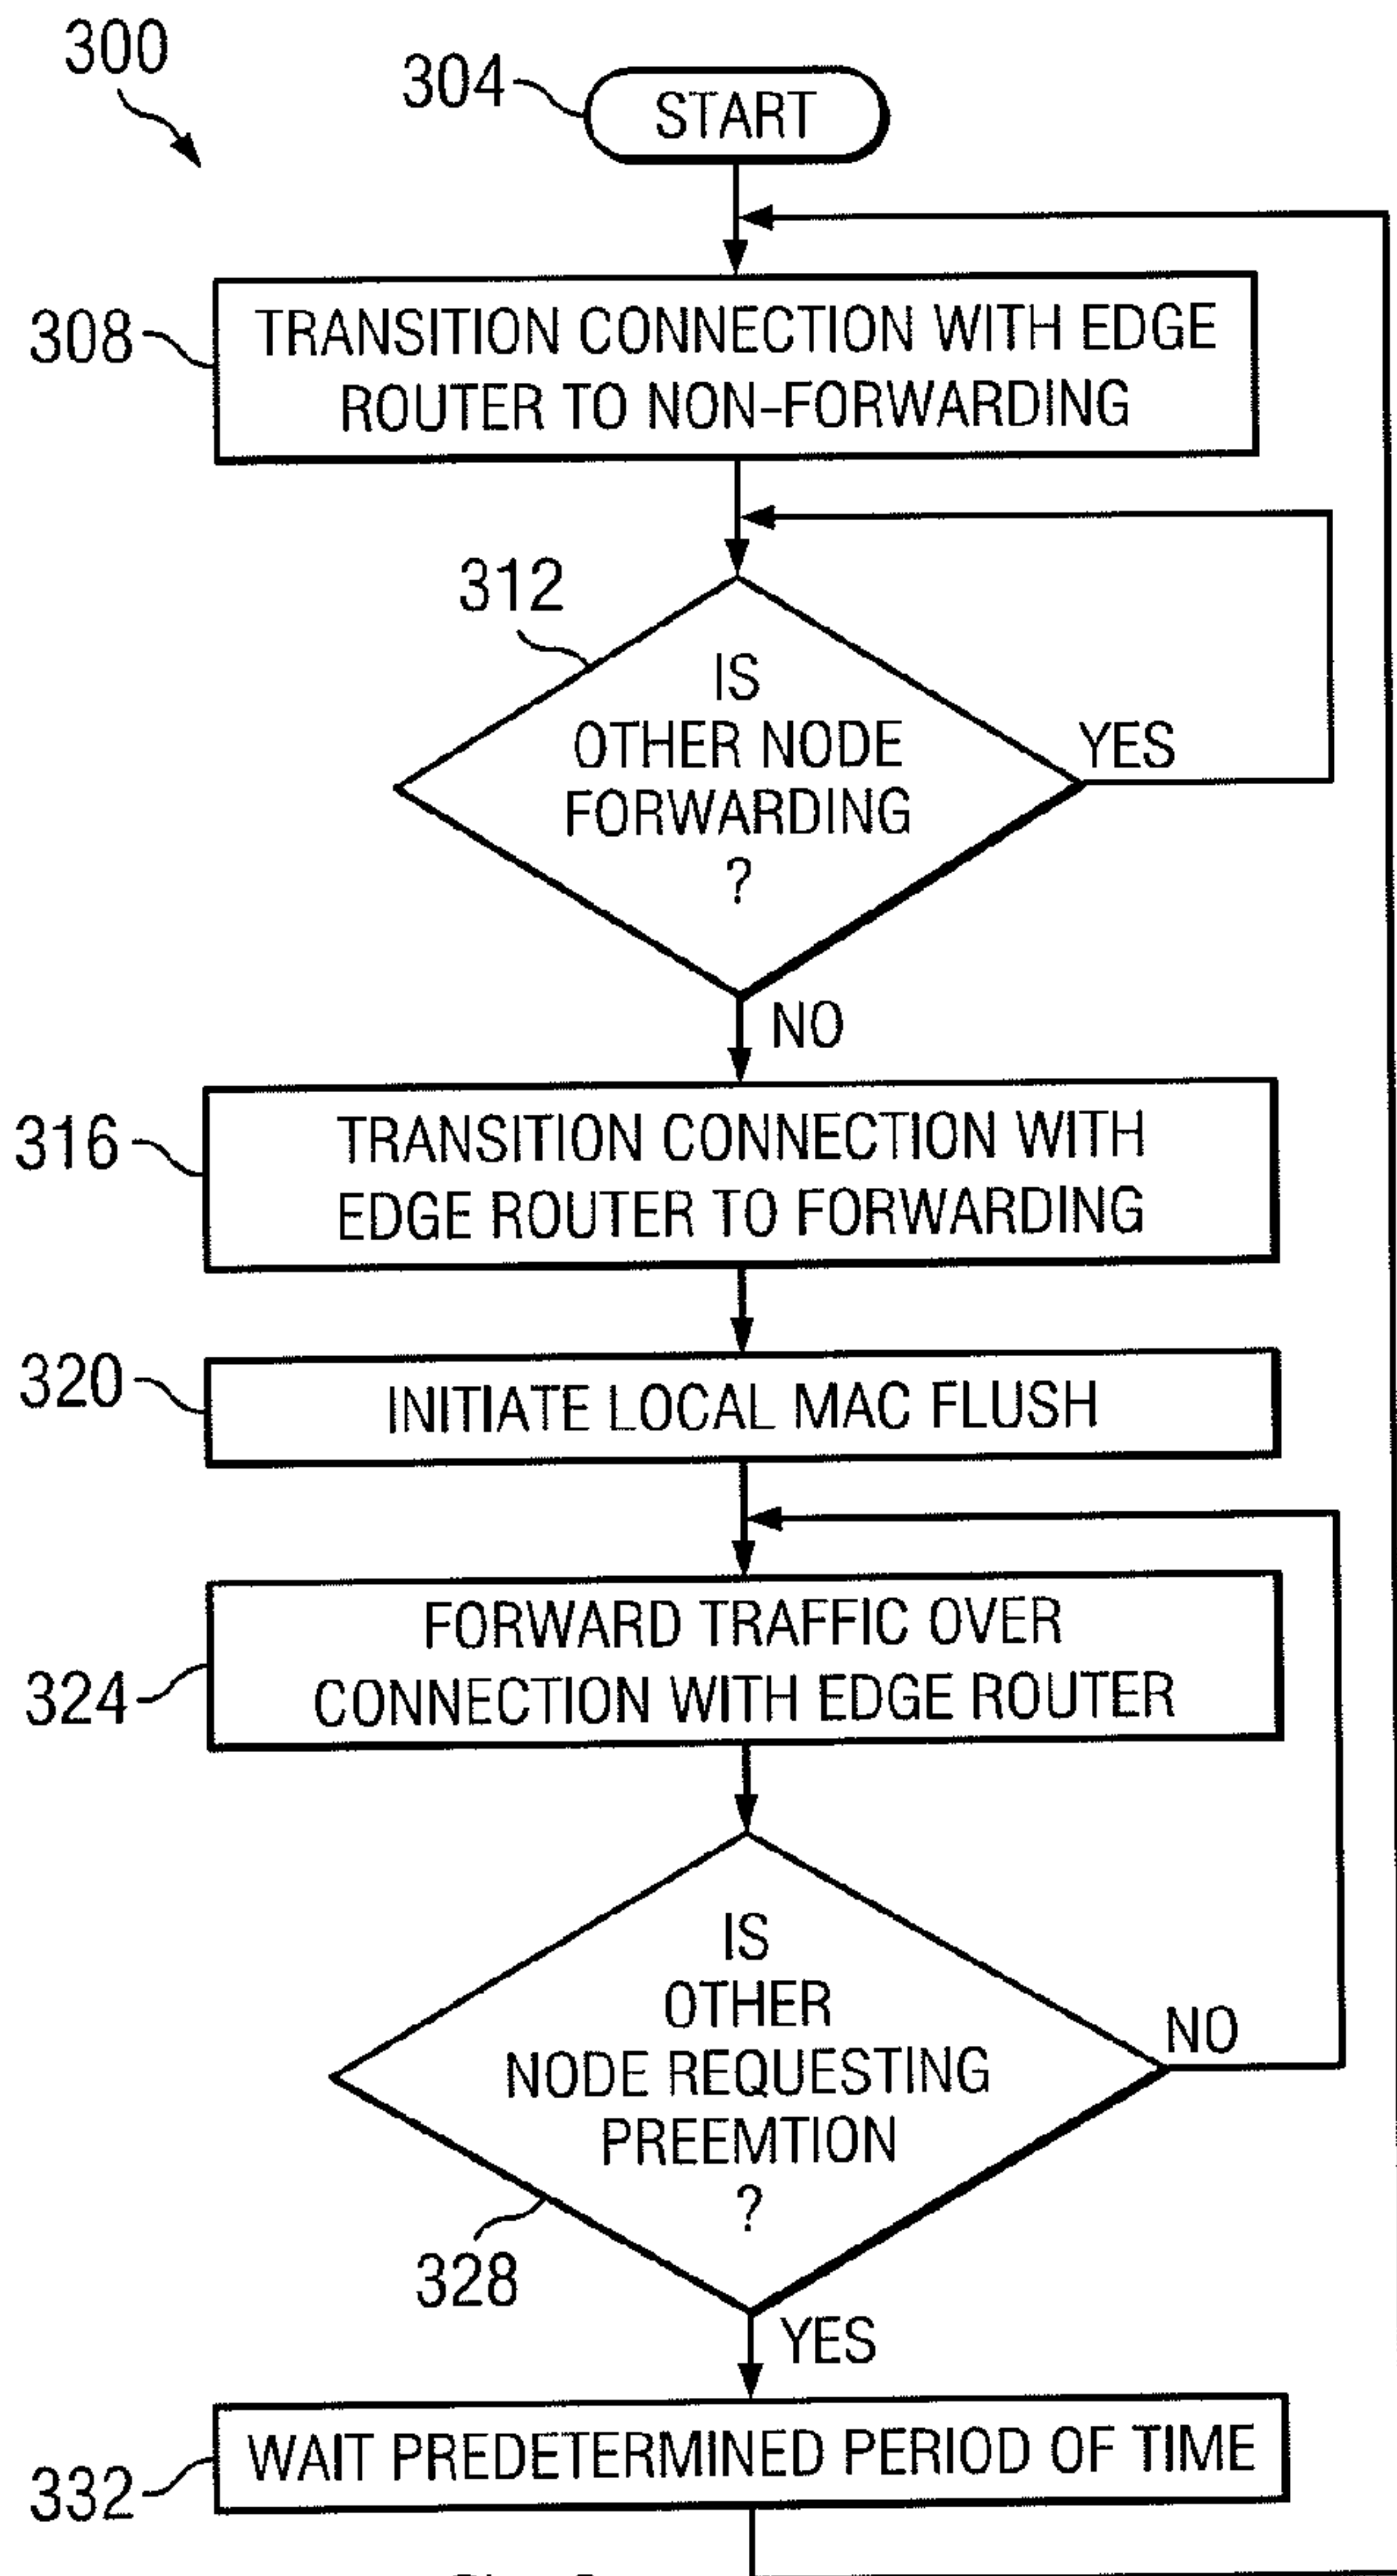 300
304
START
308
TRANSITION CONNECTION WITH EDGE
ROUTER TO NON-FORWARDING
312
IS
OTHER NODE
FORWARDING
?
YES
NO
316
TRANSITION CONNECTION WITH
EDGE ROUTER TO FORWARDING
320
INITIATE LOCAL MAC FLUSH
324
FORWARD TRAFFIC OVER
CONNECTION WITH EDGE ROUTER
IS
OTHER
NODE REQUESTING
PREEMTION
?
NO
328
YES
332
WAIT PREDETERMINED PERIOD OF TIME